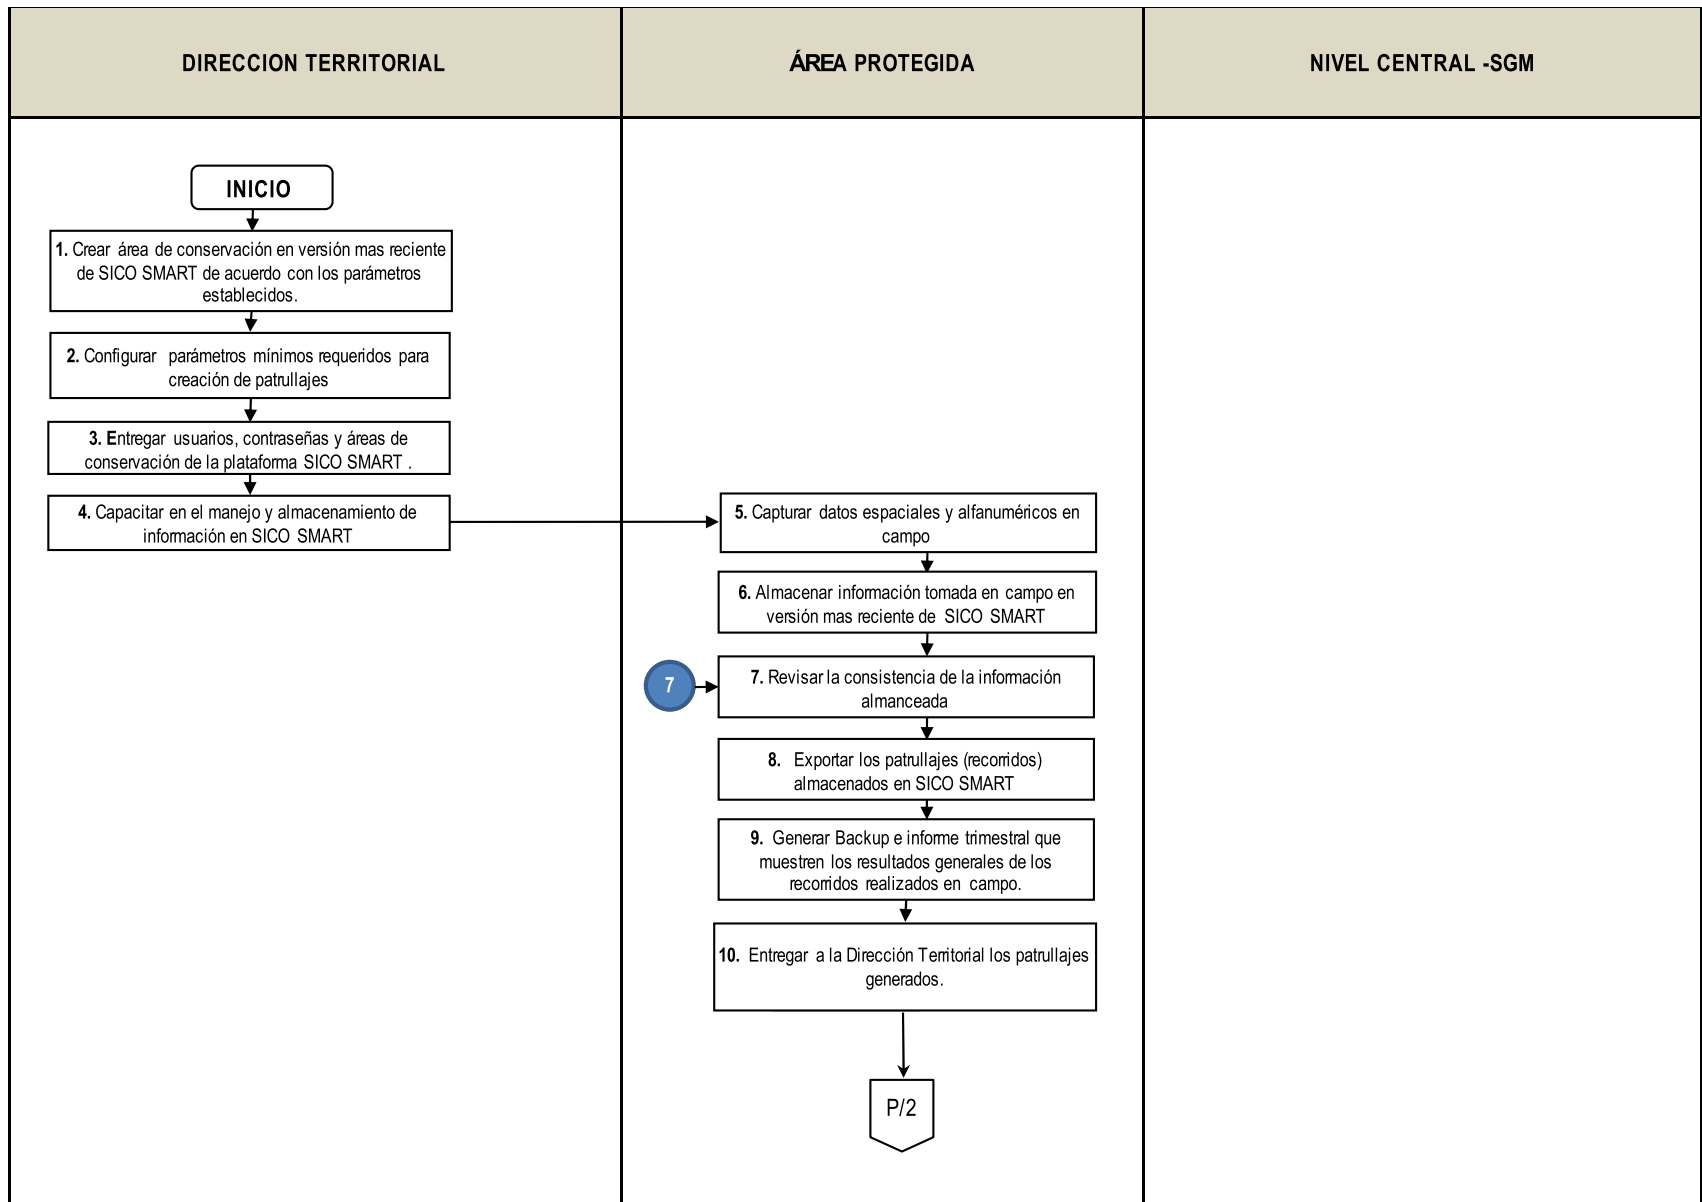 DIRECCION TERRITORIAL
ÁREA PROTEGIDA
NIVEL CENTRAL -SGM
INICIO
1. Crear área de conservación en versión mas reciente
de SICO SMART de acuerdo con los parámetros
establecidos.
2. Configurar parámetros mínimos requeridos para
creación de patrullajes
3. Entregar usuarios, contraseñas y áreas de
conservación de la plataforma SICO SMART .
4. Capacitar en el manejo y almacenamiento de
información en SICO SMART
5. Capturar datos espaciales y alfanuméricos en
campo
6. Almacenar información tomada en campo en
versión mas reciente de SICO SMART
7
7. Revisar la consistencia de la información
almanceada
8. Exportar los patrullajes (recorridos)
almacenados en SICO SMART
9. Generar Backup e informe trimestral que
muestren los resultados generales de los
recorridos realizados en campo.
10. Entregar a la Dirección Territorial los patrullajes
generados.
P/2